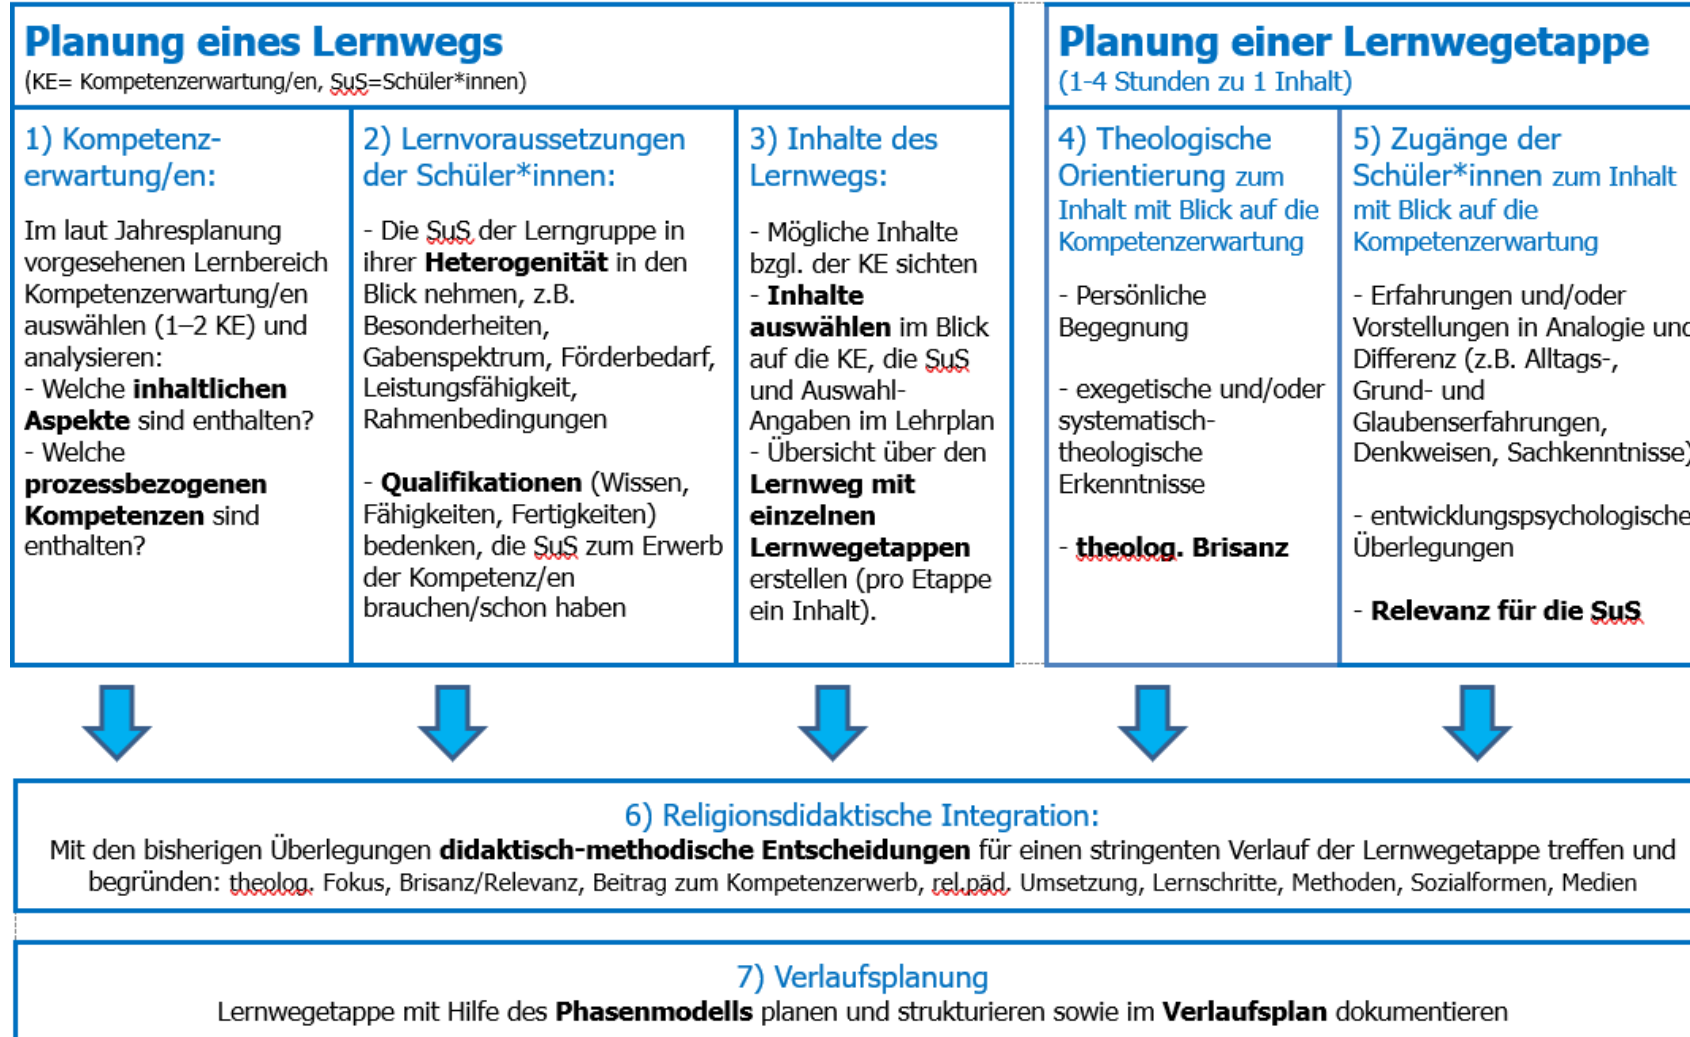 Planung eines Lernwegs
(KE= Kompetenzerwartung/en, SuS=Schüler*innen)
1) Kompetenz-
erwartung/en:
Im laut Jahresplanung
vorgesehenen Lernbereich
Kompetenzerwartung/en
auswählen (1–2 KE) und
analysieren:
- Welche inhaltlichen
Aspekte sind enthalten?
- Welche
prozessbezogenen
Kompetenzen sind
enthalten?
2) Lernvoraussetzungen
der Schüler*innen:
- Die SuS der Lerngruppe in
ihrer Heterogenität in den
Blick nehmen, z.B.
Besonderheiten,
Gabenspektrum, Förderbedarf,
Leistungsfähigkeit,
Rahmenbedingungen
- Qualifikationen (Wissen,
Fähigkeiten, Fertigkeiten)
bedenken, die SuS zum Erwerb
der Kompetenz/en
brauchen/schon haben
3) Inhalte des
Lernwegs:
- Mögliche Inhalte
bzgl. der KE sichten
- Inhalte
auswählen im Blick
auf die KE, die SuS
und Auswahl-
Angaben im Lehrplan
- Übersicht über den
Lernweg mit
einzelnen
Lernwegetappen
erstellen (pro Etappe
ein Inhalt).
Planung einer Lernwegetappe
(1-4 Stunden zu 1 Inhalt)
4) Theologische
Orientierung zum
Inhalt mit Blick auf die
Kompetenzerwartung
- Persönliche
Begegnung
- exegetische und/oder
systematisch-
theologische
Erkenntnisse
- theolog. Brisanz
5) Zugänge der
Schüler*innen zum Inhalt
mit Blick auf die
Kompetenzerwartung
- Erfahrungen und/oder
Vorstellungen in Analogie und
Differenz (z.B. Alltags-,
Grund- und
Glaubenserfahrungen,
Denkweisen, Sachkenntnisse)
- entwicklungspsychologische
Überlegungen
- Relevanz für die SuS
6) Religionsdidaktische Integration:
Mit den bisherigen Überlegungen didaktisch-methodische Entscheidungen für einen stringenten Verlauf der Lernwegetappe treffen und
begründen: theolog. Fokus, Brisanz/Relevanz, Beitrag zum Kompetenzerwerb, rel.päd. Umsetzung, Lernschritte, Methoden, Sozialformen, Medien
7) Verlaufsplanung
Lernwegetappe mit Hilfe des Phasenmodells planen und strukturieren sowie im Verlaufsplan dokumentieren